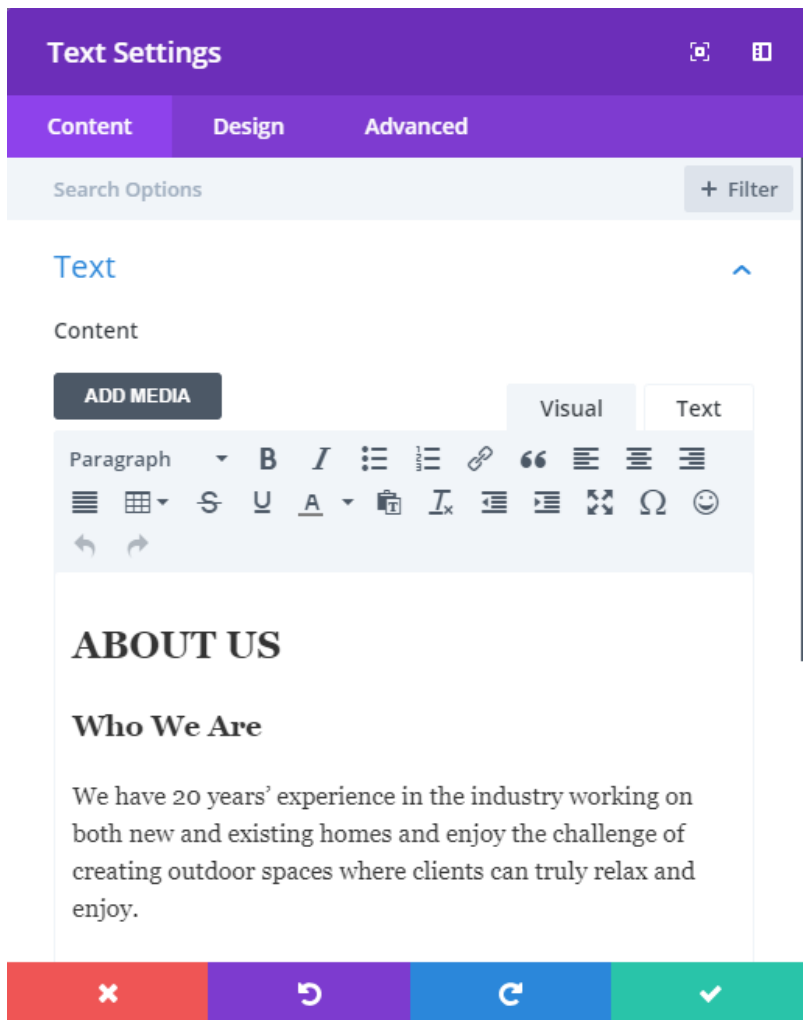 Text Settings
Content Design Advanced
Search Options + Filter
Text
Content
ADD MEDIA
Visual Text
Paragraph
ABOUT US
Who We Are
We have 20 years’ experience in the industry working on
both new and existing homes and enjoy the challenge of
creating outdoor spaces where clients can truly relax and
enjoy.